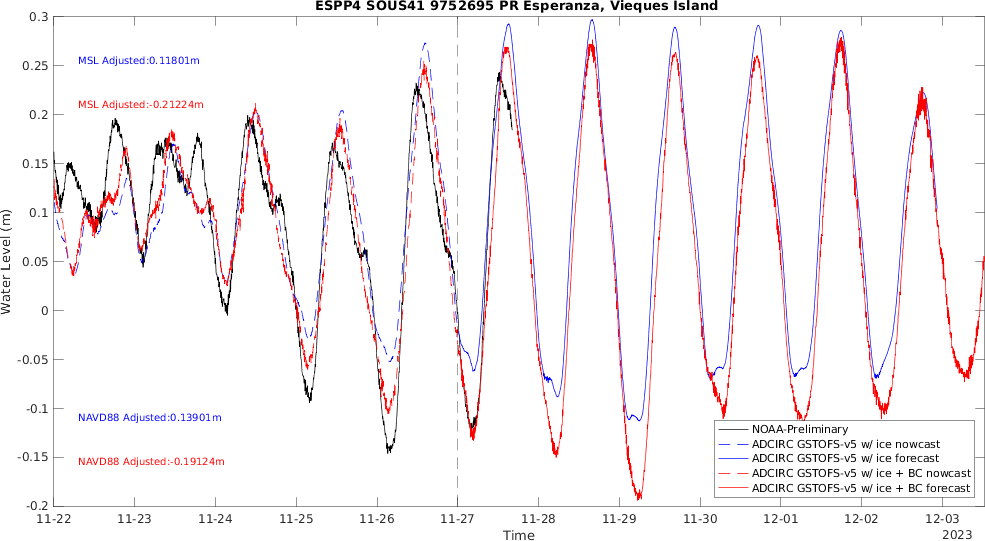 ESPP4 SOUS41 9752695 PR Esperanza, Vieques Island
0.3
0.25
0.2
0.15
0.1
0.05
0
-0.05
-0.1
-0.15
-0.2
Water Level (m)
MSL Adjusted:0.11801m
MSL Adjusted:-0.21224m
NAVD88 Adjusted:0.13901m
NAVD88 Adjusted:-0.19124m
NOAA-Preliminary
ADCIRC GSTOFS-v5 w/ ice nowcast
ADCIRC GSTOFS-v5 w/ ice forecast
ADCIRC GSTOFS-v5 w/ ice + BC nowcast
ADCIRC GSTOFS-v5 w/ ice + BC forecast
11-22 11-23 11-24 11-25 11-26 11-27 11-28 11-29 11-30 12-01 12-02 12-03
Time
2023